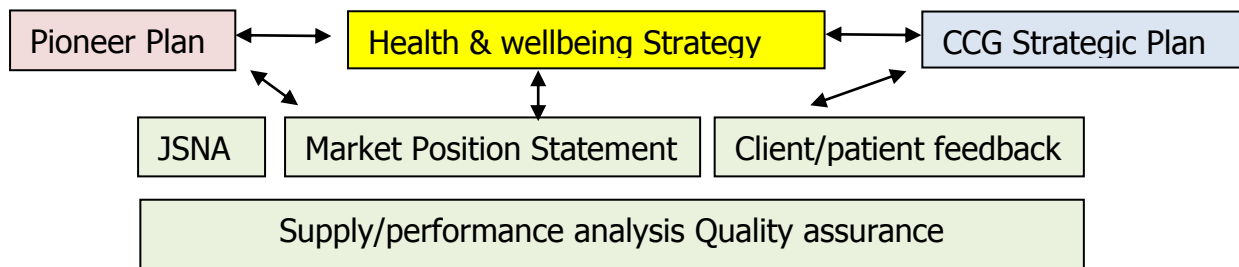 Pioneer Plan
Health & wellbeing Strategy
CCG Strategic Plan
JSNA
Market Position Statement
Client/patient feedback
Supply/performance analysis Quality assurance